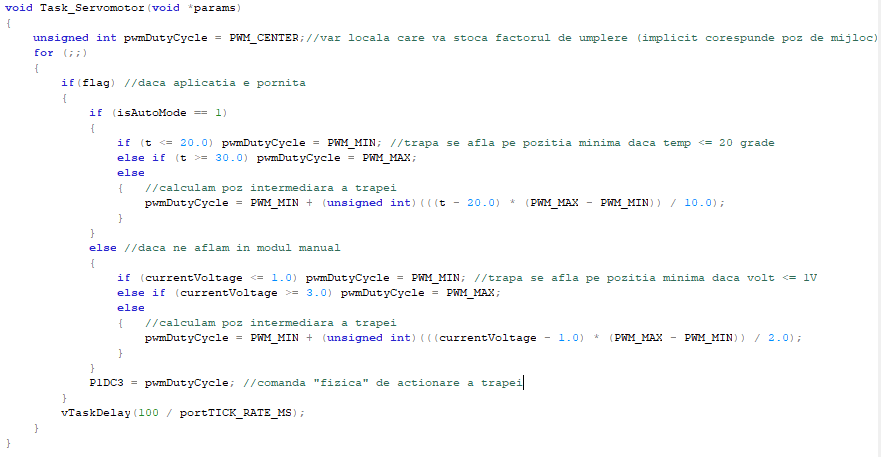 void Task_Servomotor(void *params)
{
    unsigned int pwmDutyCycle = PWM_CENTER;//var locala care va stoca factorul de umplere (implicit corespunde poz de mijloc)
    for (;;)
    {
        if(flag) //daca aplicatia e pornita
        {
            if (isAutoMode == 1)
            {
                if (t <= 20.0) pwmDutyCycle = PWM_MIN; //trapa se afla pe pozitia minima daca temp <= 20 grade
                else if (t >= 30.0) pwmDutyCycle = PWM_MAX;
                else
                {   //calculam poz intermediara a trapei
                    pwmDutyCycle = PWM_MIN + (unsigned int)(((t - 20.0) * (PWM_MAX - PWM_MIN)) / 10.0);
                }
            }
            else //daca ne aflam in modul manual
            {
                if (currentVoltage <= 1.0) pwmDutyCycle = PWM_MIN; //trapa se afla pe pozitia minima daca volt <= 1V
                else if (currentVoltage >= 3.0) pwmDutyCycle = PWM_MAX;
                else
                {   //calculam poz intermediara a trapei
                    pwmDutyCycle = PWM_MIN + (unsigned int)(((currentVoltage - 1.0) * (PWM_MAX - PWM_MIN)) / 2.0);
                }
            }
            P1DC3 = pwmDutyCycle; //comanda "fizica" de actionare a trapei
        }
        vTaskDelay(100 / portTICK_RATE_MS);
    }
}